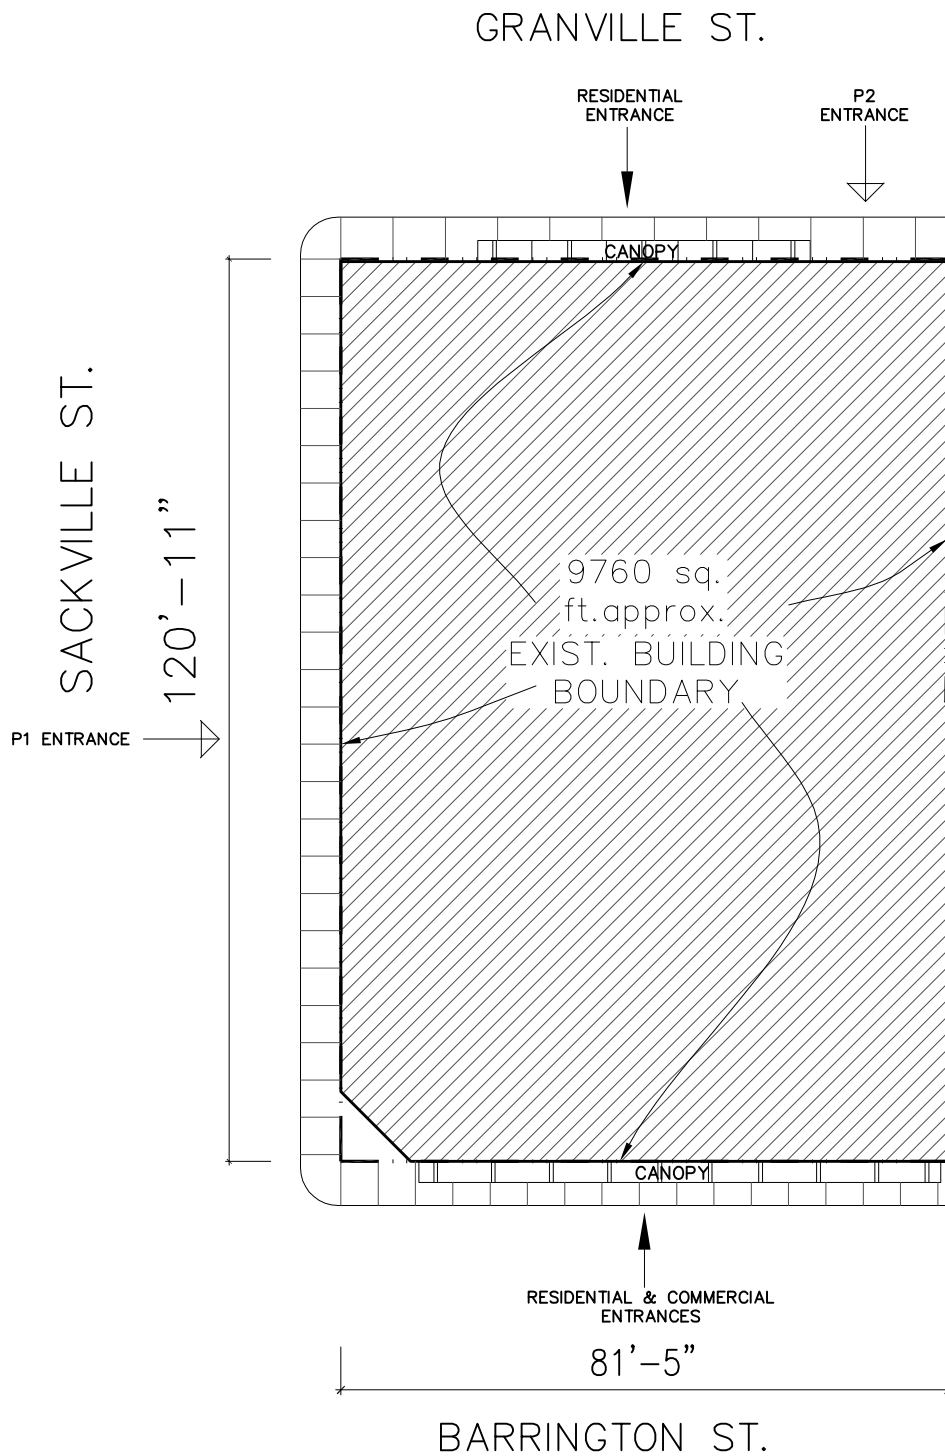 GRANVILLE ST.
RESIDENTIAL
ENTRANCE
P2
ENTRANCE
CANOPY
SACKVILLE ST.
120'-11"
9760 sq.
ft.approx.
EXIST. BUILDING
BOUNDARY
P1 ENTRANCE
CANOPY
RESIDENTIAL & COMMERCIAL
ENTRANCES
81'-5"
BARRINGTON ST.